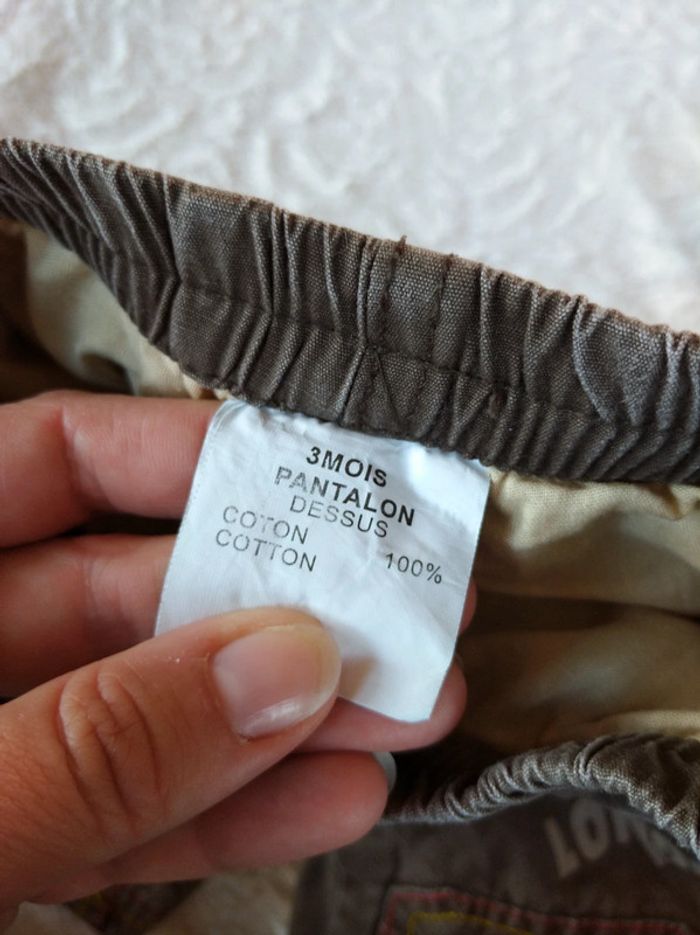 3MOIS
PANTALON
DESSUS
COTON
COTTON 100%